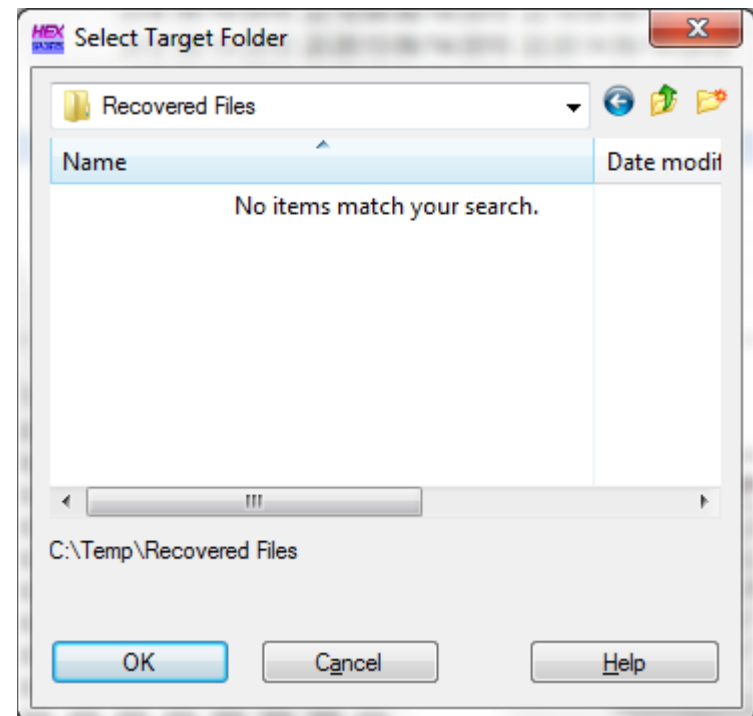 HEX
Select Target Folder
Recovered Files
Name
Date modif
No items match your search.
C:\Temp\Recovered Files
OK
Cancel
Help